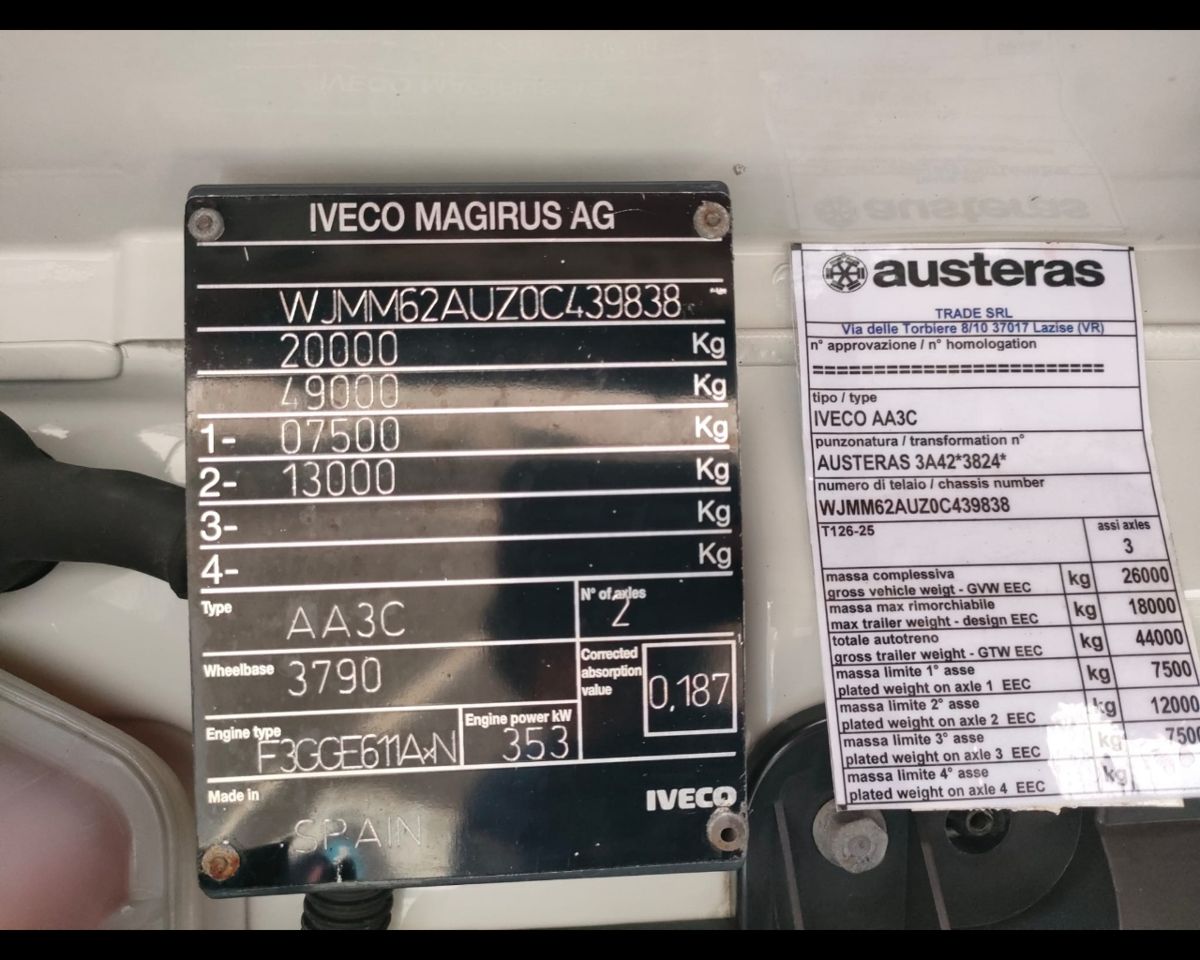 IVECO MAGIRUS AG
WJMM62AUZ0C439838
20000 Kg
49000 Kg
1- 07500 Kg
2- 13000 Kg
3- Kg
4- Kg
Type AA3C
N° of axles 2
Wheelbase 3790
Corrected absorption value 0,187
Engine type F3GGE611A*N
Engine power kW 353
Made in SPAIN
IVECO
austeras
TRADE SRL
Via delle Torbiere 8/10 37017 Lazise (VR)
n° approvazione / n° homologation
========================
tipo / type
IVECO AA3C
punzonatura / transformation n°
AUSTERAS 3A42*3824*
numero di telaio / chassis number
WJMM62AUZ0C439838
T126-25
assi axles
3
massa complessiva
gross vehicle weigt - GVW EEC kg 26000
massa max rimorchiabile
max trailer weight - design EEC kg 18000
totale autotreno
gross trailer weight - GTW EEC kg 44000
massa limite 1° asse
plated weight on axle 1 EEC kg 7500
massa limite 2° asse
plated weight on axle 2 EEC kg 12000
massa limite 3° asse
plated weight on axle 3 EEC kg 7500
massa limite 4° asse
plated weight on axle 4 EEC kg